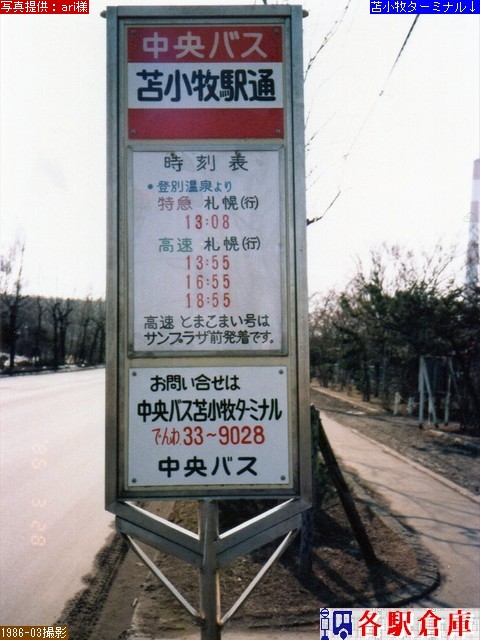 写真提供：ari様
苫小牧ターミナル↓
中央バス
苫小牧駅通
時刻表
•登別温泉より
特急 札幌(行)
13:08
高速 札幌(行)
13:55
16:55
18:55
高速 とまこまい号は
サンプラザ前発着です。
お問い合せは
中央バス苫小牧ターミナル
でんわ 33~9028
中央バス
'86 3 28
1986-03撮影
各駅倉庫